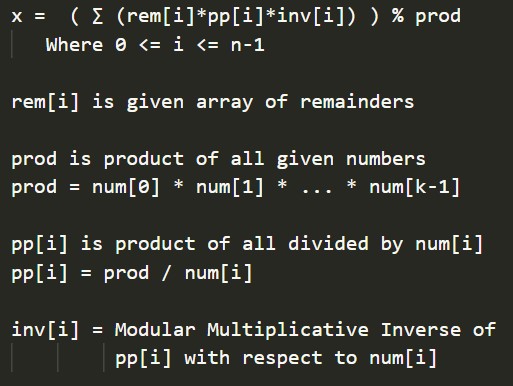 x =  ( ∑ (rem[i]*pp[i]*inv[i]) ) % prod
Where 0 <= i <= n-1
rem[i] is given array of remainders
prod is product of all given numbers
prod = num[0] * num[1] * ... * num[k-1]
pp[i] is product of all divided by num[i]
pp[i] = prod / num[i]
inv[i] = Modular Multiplicative Inverse of
pp[i] with respect to num[i]